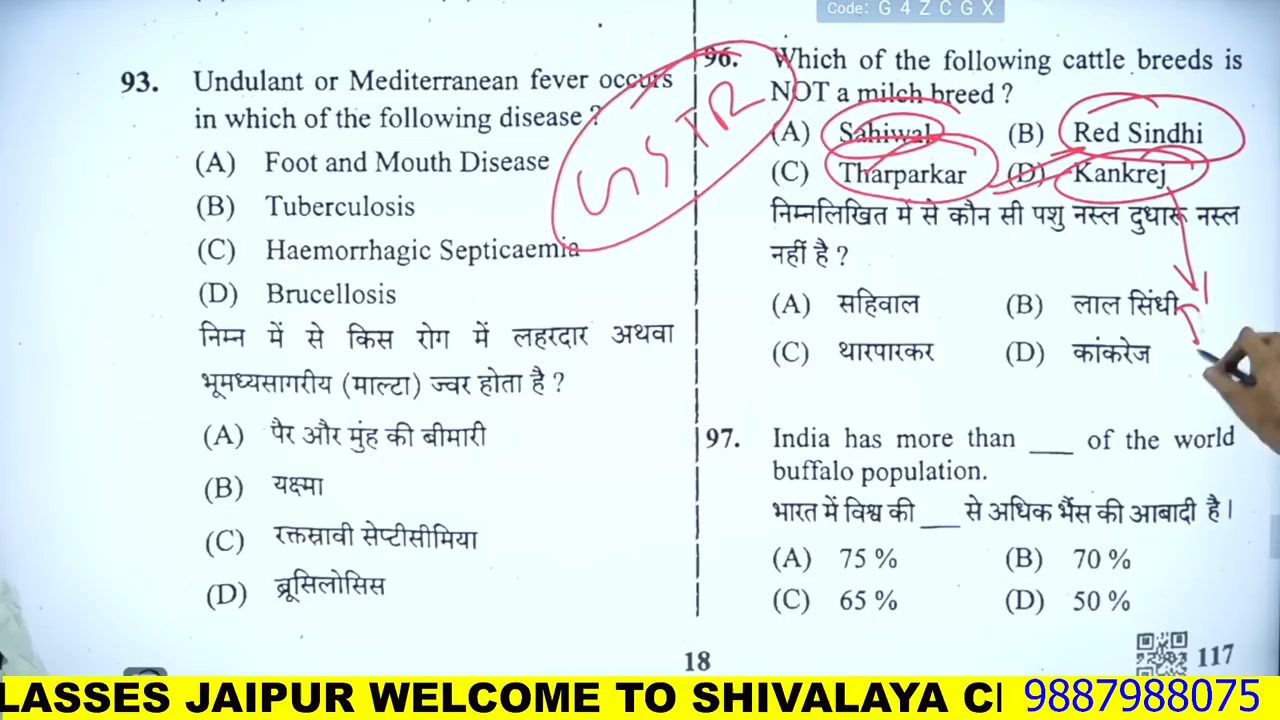 Code: G 4 Z C G X
93. Undulant or Mediterranean fever occurs
in which of the following disease ?
(A) Foot and Mouth Disease
(B) Tuberculosis
(C) Haemorrhagic Septicaemia
(D) Brucellosis
निम्न में से किस रोग में लहरदार अथवा
भूमध्यसागरीय (माल्टा) ज्वर होता है ?
(A) पैर और मुंह की बीमारी
(B) यक्ष्मा
(C) रक्तस्रावी सेप्टीसीमिया
(D) ब्रूसिलोसिस
96. Which of the following cattle breeds is
NOT a milch breed ?
(A) Sahiwal (B) Red Sindhi
(C) Tharparkar (D) Kankrej
निम्नलिखित में से कौन सी पशु नस्ल दुधारू नस्ल
नहीं है ?
(A) सहिवाल (B) लाल सिंधी
(C) थारपारकर (D) कांकरेज
97. India has more than ___ of the world
buffalo population.
भारत में विश्व की ___ से अधिक भैंस की आबादी है।
(A) 75 % (B) 70 %
(C) 65 % (D) 50 %
18
117
LASSES JAIPUR WELCOME TO SHIVALAYA 9887988075